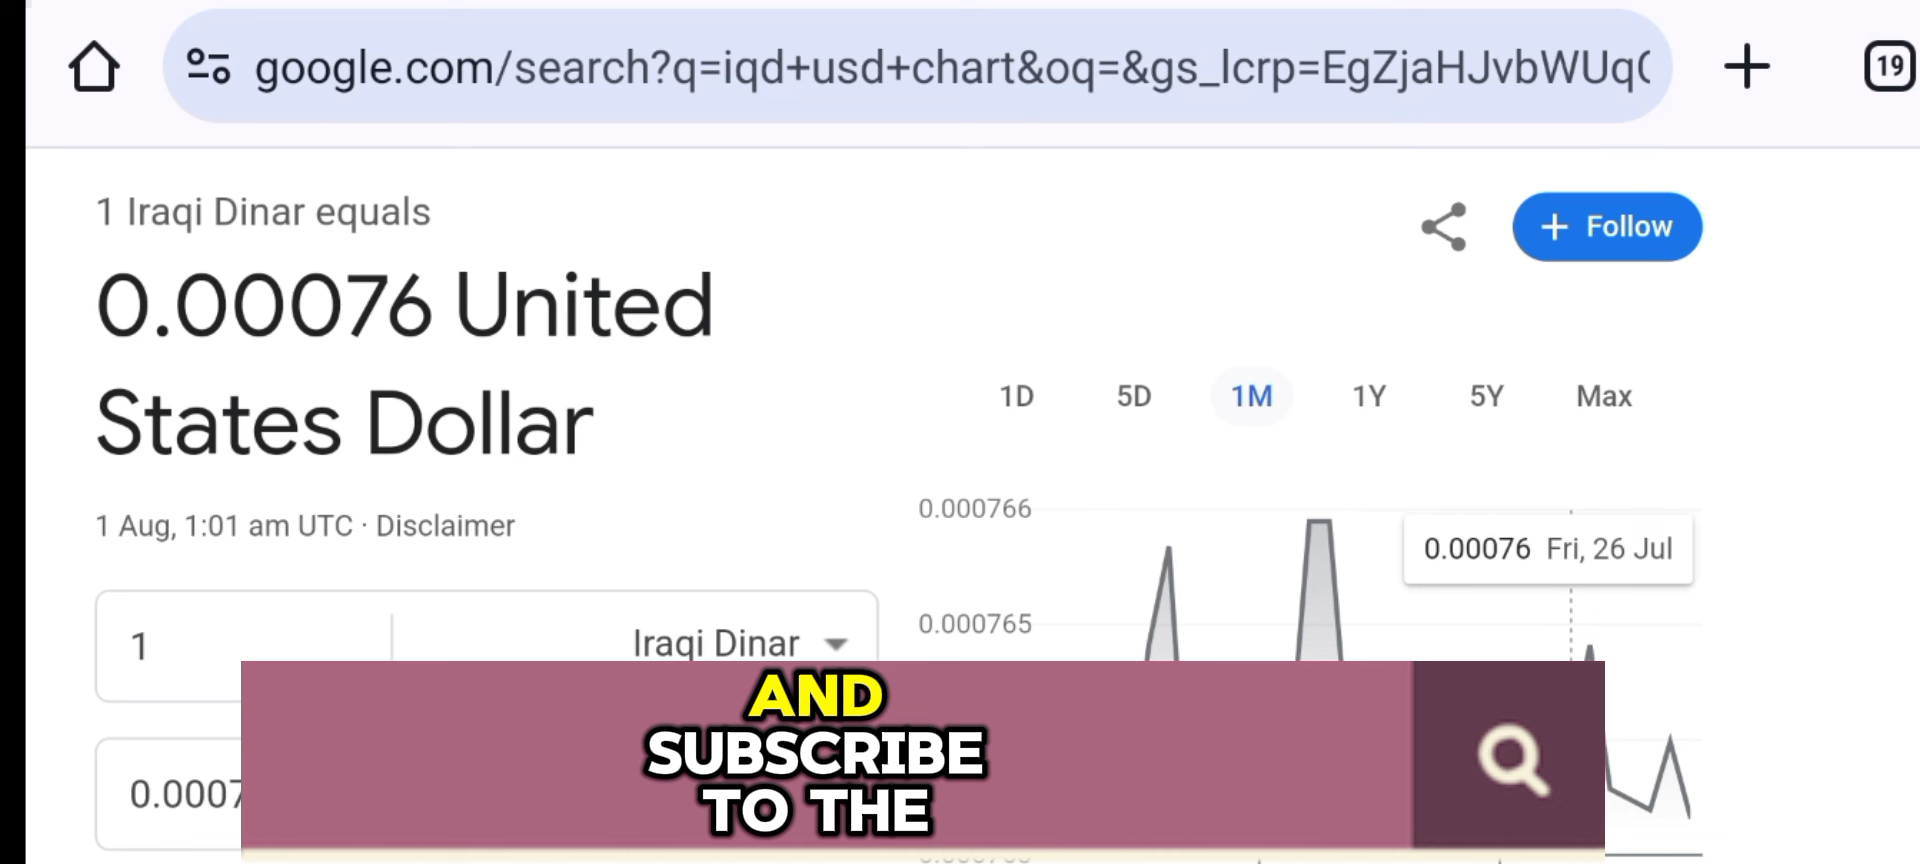 google.com/search?q=iqd+usd+chart&oq=&gs_lcrp=EgZjaHJvbWUq
19
1 Iraqi Dinar equals
Follow
0.00076 United
States Dollar
1D 5D 1M 1Y 5Y Max
1 Aug, 1:01 am UTC · Disclaimer
0.000766
0.00076 Fri, 26 Jul
0.000765
1 Iraqi Dinar
0.0007
AND
SUBSCRIBE
TO THE